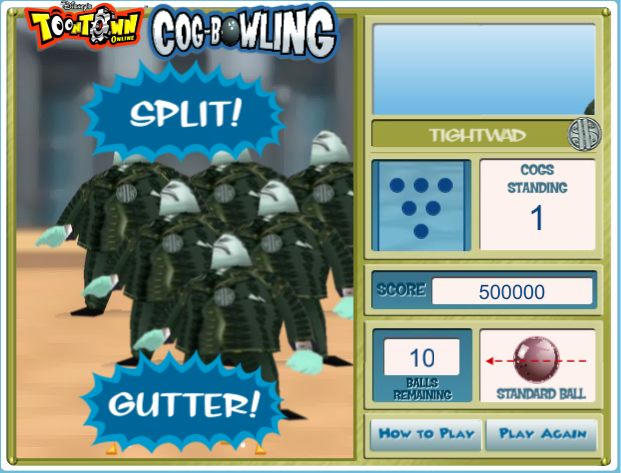 Disney's
TOONTOWN
ONLINE
COG-BOWLING
SPLIT!
GUTTER!
TIGHTWAD
COGS
STANDING
1
SCORE 500000
10
BALLS
REMAINING
STANDARD BALL
HOW TO PLAY
PLAY AGAIN